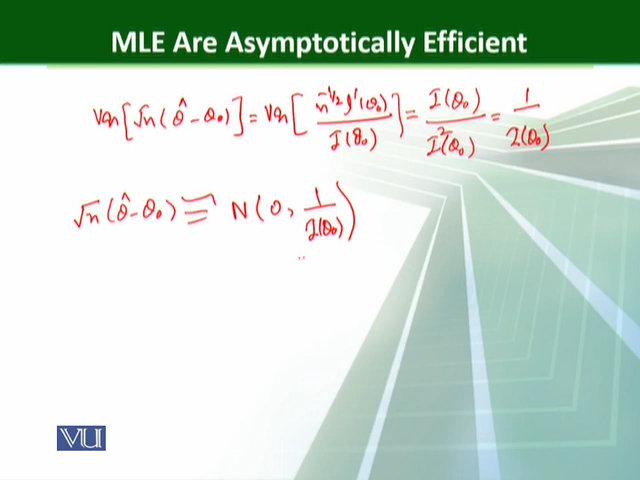 MLE Are Asymptotically Efficient
Var[√n(θ̂ - θ₀)] = Var[n^{-1/2} l'(θ₀) / I(θ₀)] = I(θ₀) / I²(θ₀) = 1 / I(θ₀)
√n(θ̂ - θ₀) ≅ N(0, 1 / I(θ₀))
VU